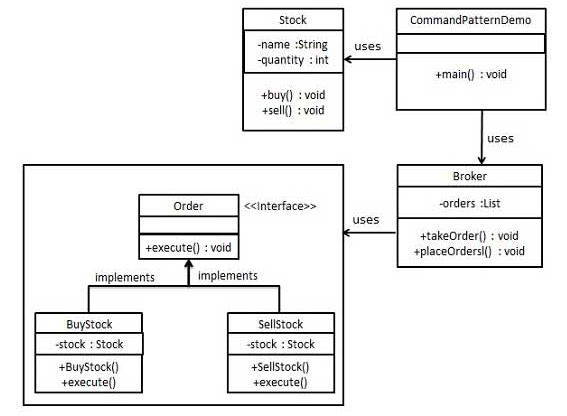 Stock
-name :String
-quantity : int
+buy() : void
+sell() : void
uses
CommandPatternDemo
+main() : void
uses
Broker
-orders :List
+takeOrder() : void
+placeOrdersl() : void
uses
Order
<<Interface>>
+execute() : void
implements
implements
BuyStock
-stock : Stock
+BuyStock()
+execute()
SellStock
-stock : Stock
+SellStock()
+execute()